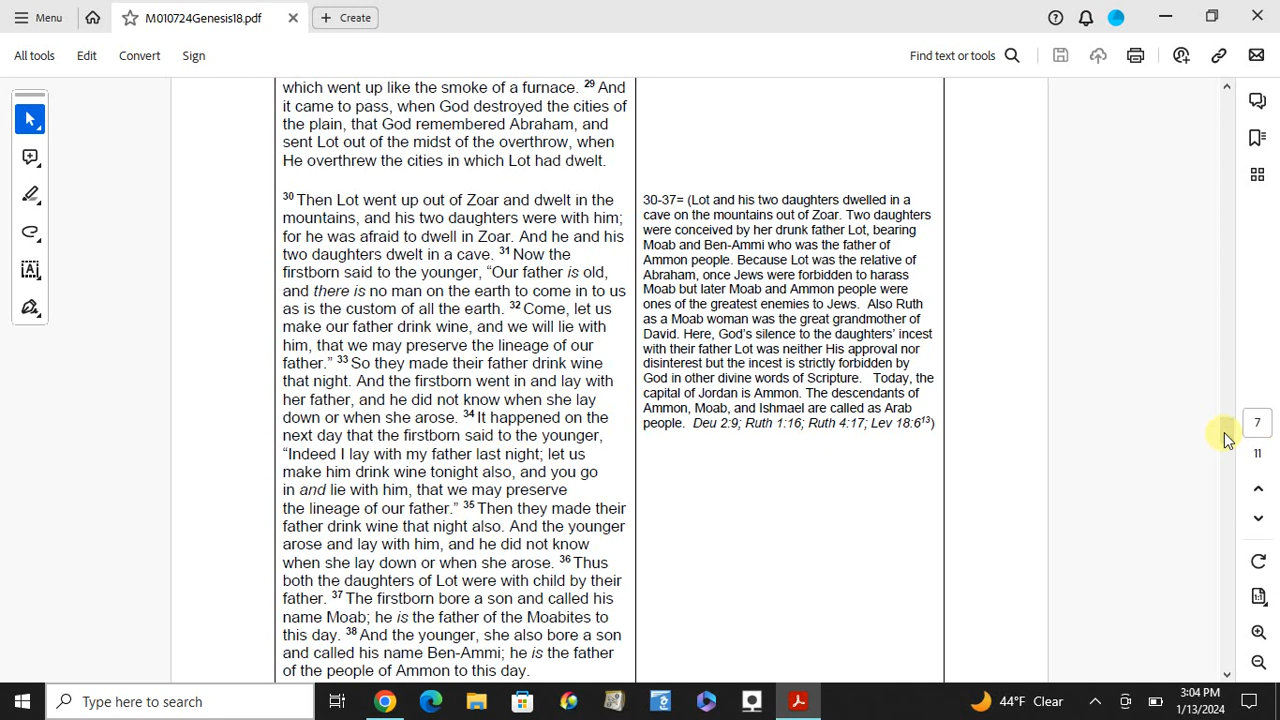 Menu
M010724Genesis18.pdf
Create
All tools
Edit
Convert
Sign
Find text or tools
which went up like the smoke of a furnace. 29 And
it came to pass, when God destroyed the cities of
the plain, that God remembered Abraham, and
sent Lot out of the midst of the overthrow, when
He overthrew the cities in which Lot had dwelt.
30 Then Lot went up out of Zoar and dwelt in the
mountains, and his two daughters were with him;
for he was afraid to dwell in Zoar. And he and his
two daughters dwelt in a cave. 31 Now the
firstborn said to the younger, “Our father is old,
and there is no man on the earth to come in to us
as is the custom of all the earth. 32 Come, let us
make our father drink wine, and we will lie with
him, that we may preserve the lineage of our
father.” 33 So they made their father drink wine
that night. And the firstborn went in and lay with
her father, and he did not know when she lay
down or when she arose. 34 It happened on the
next day that the firstborn said to the younger,
“Indeed I lay with my father last night; let us
make him drink wine tonight also, and you go
in and lie with him, that we may preserve
the lineage of our father.” 35 Then they made their
father drink wine that night also. And the younger
arose and lay with him, and he did not know
when she lay down or when she arose. 36 Thus
both the daughters of Lot were with child by their
father. 37 The firstborn bore a son and called his
name Moab; he is the father of the Moabites to
this day. 38 And the younger, she also bore a son
and called his name Ben-Ammi; he is the father
of the people of Ammon to this day.
30-37= (Lot and his two daughters dwelled in a
cave on the mountains out of Zoar. Two daughters
were conceived by her drunk father Lot, bearing
Moab and Ben-Ammi who was the father of
Ammon people. Because Lot was the relative of
Abraham, once Jews were forbidden to harass
Moab but later Moab and Ammon people were
ones of the greatest enemies to Jews. Also Ruth
as a Moab woman was the great grandmother of
David. Here, God’s silence to the daughters’ incest
with their father Lot was neither His approval nor
disinterest but the incest is strictly forbidden by
God in other divine words of Scripture. Today, the
capital of Jordan is Ammon. The descendants of
Ammon, Moab, and Ishmael are called as Arab
people. Deu 2:9; Ruth 1:16; Ruth 4:17; Lev 18:6 13)
7
11
1:1
Type here to search
44°F Clear
3:04 PM
1/13/2024